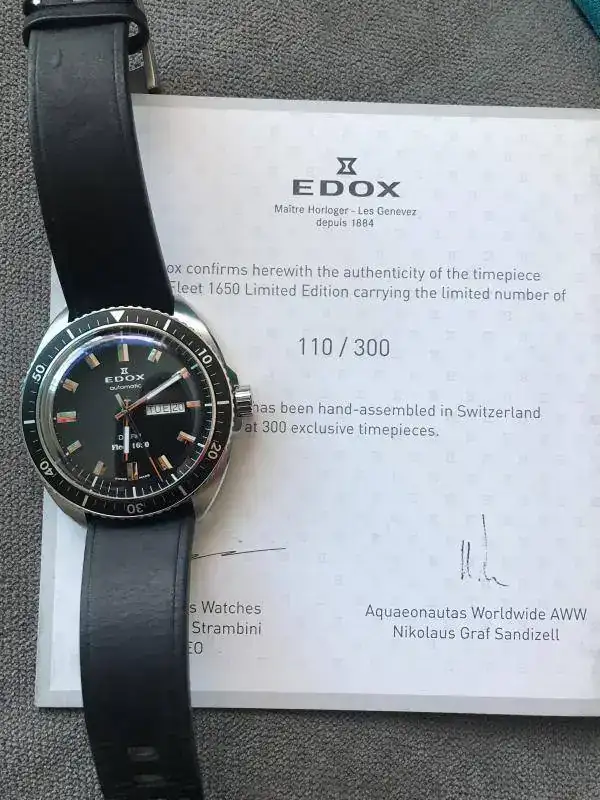 EDOX
Maître Horloger - Les Genevez
depuis 1884
ox confirms herewith the authenticity of the timepiece
Fleet 1650 Limited Edition carrying the limited number of
110 / 300
has been hand-assembled in Switzerland
at 300 exclusive timepieces.
s Watches
Strambini
EO
Aquaeonautas Worldwide AWW
Nikolaus Graf Sandizell
EDOX
automatic
TUE 20
Fleet 1650
10
20
30
40
50